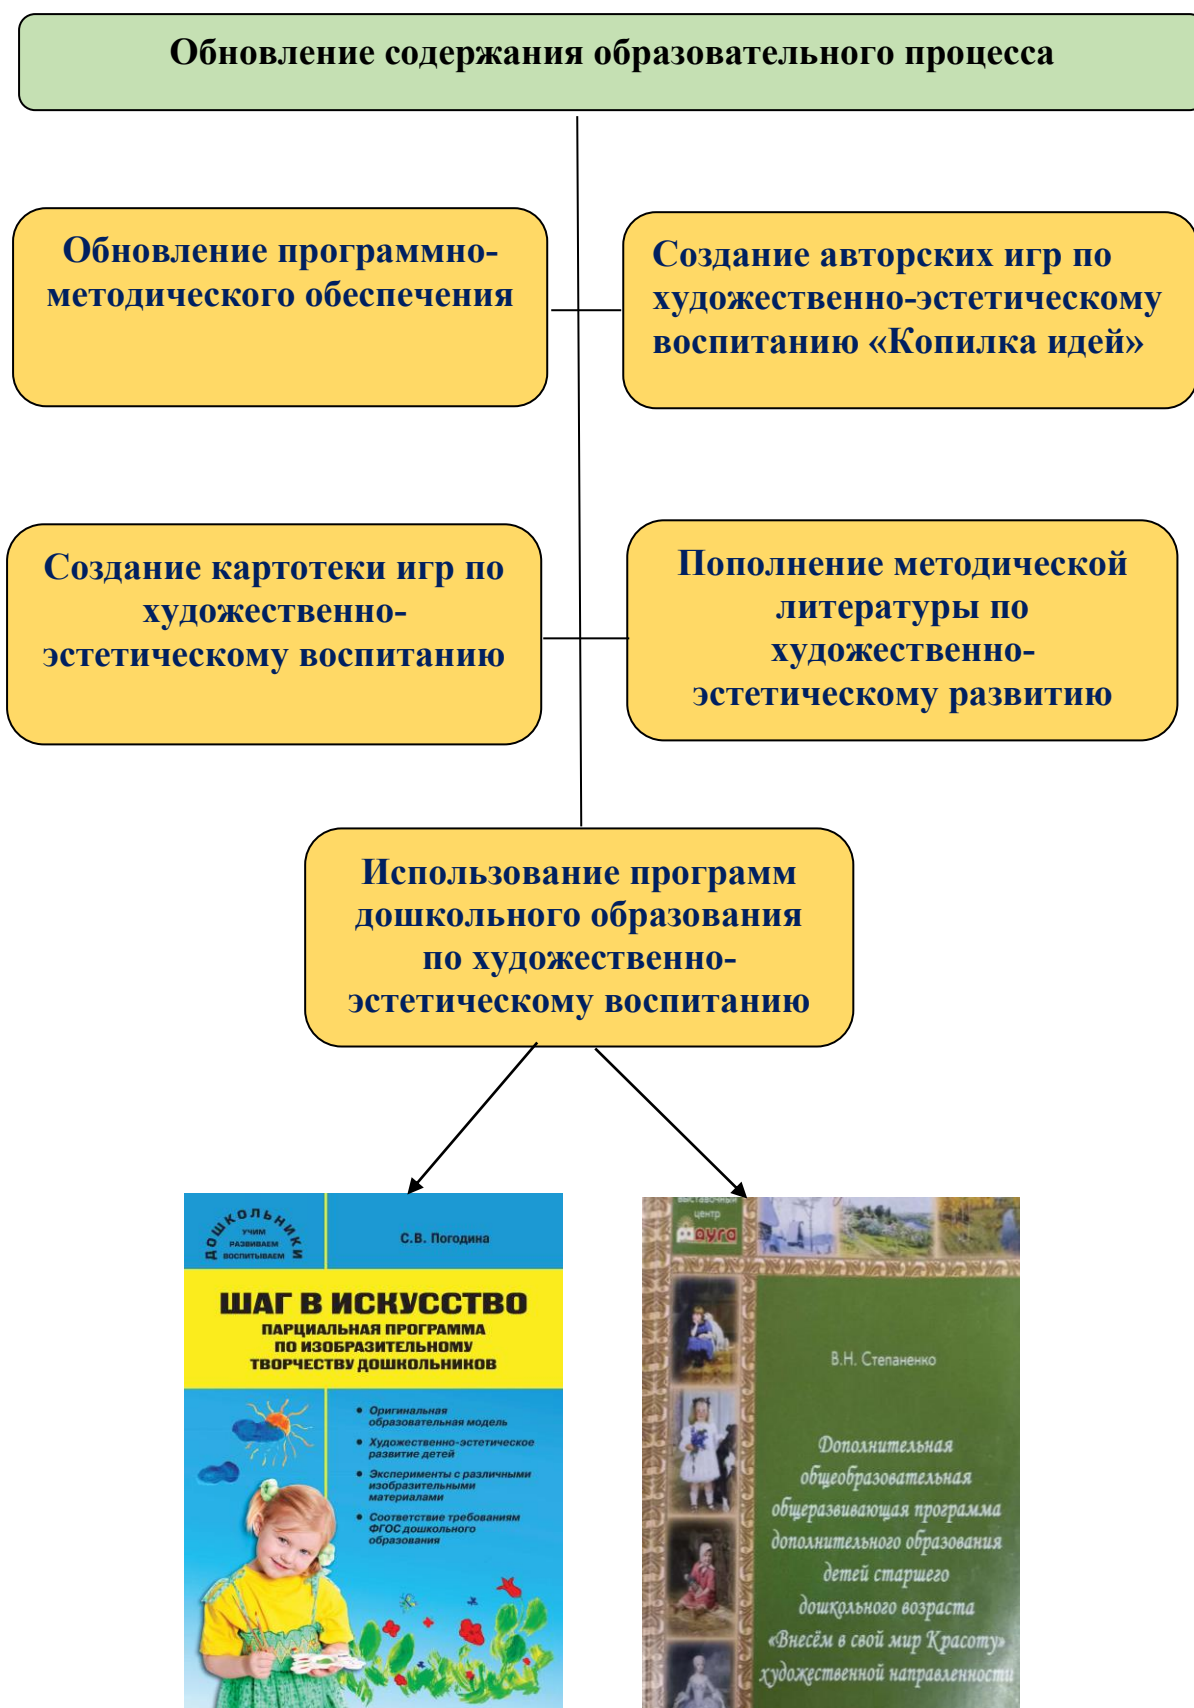 Обновление содержания образовательного процесса
Обновление программно-
методического обеспечения
Создание авторских игр по
художественно-эстетическому
воспитанию «Копилка идей»
Создание картотеки игр по
художественно-
эстетическому воспитанию
Пополнение методической
литературы по
художественно-
эстетическому развитию
Использование программ
дошкольного образования
по художественно-
эстетическому воспитанию
ДОШКОЛЬНИКИ
УЧИМ
РАЗВИВАЕМ
ВОСПИТЫВАЕМ
С.В. Погодина
ШАГ В ИСКУССТВО
ПАРЦИАЛЬНАЯ ПРОГРАММА
ПО ИЗОБРАЗИТЕЛЬНОМУ
ТВОРЧЕСТВУ ДОШКОЛЬНИКОВ
• Оригинальная
образовательная модель
• Художественно-эстетическое
развитие детей
• Эксперименты с различными
изобразительными
материалами
• Соответствие требованиям
ФГОС дошкольного
образования
выставочный
центр
Радуга
В.Н. Степаненко
Дополнительная
общеобразовательная
общеразвивающая программа
дополнительного образования
детей старшего
дошкольного возраста
«Внесём в свой мир Красоту»
художественной направленности